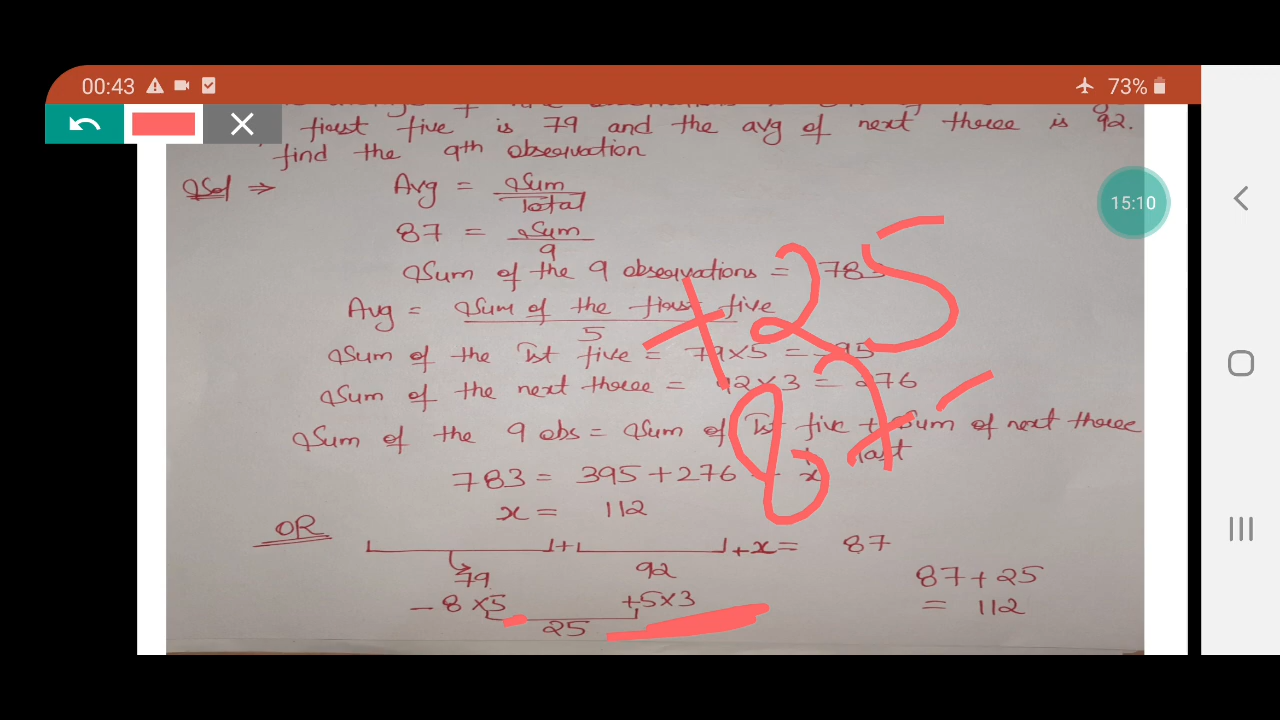 00:43 73%
first five is 79 and the avg of next three is 92.
find the 9th observation
15:10
Sol ⇒ Avg = Sum / Total
87 = Sum / 9
Sum of the 9 observations = 783
+25
Avg = Sum of the first five / 5
Sum of the Ist five = 79×5 = 395
Sum of the next three = 92×3 = 276
87
Sum of the 9 obs = Sum of Ist five + Sum of next three
+ last
783 = 395+276 + x
x = 112
OR
+ +x = 87
79 92 87+25
-8×5 +5×3 = 112
25